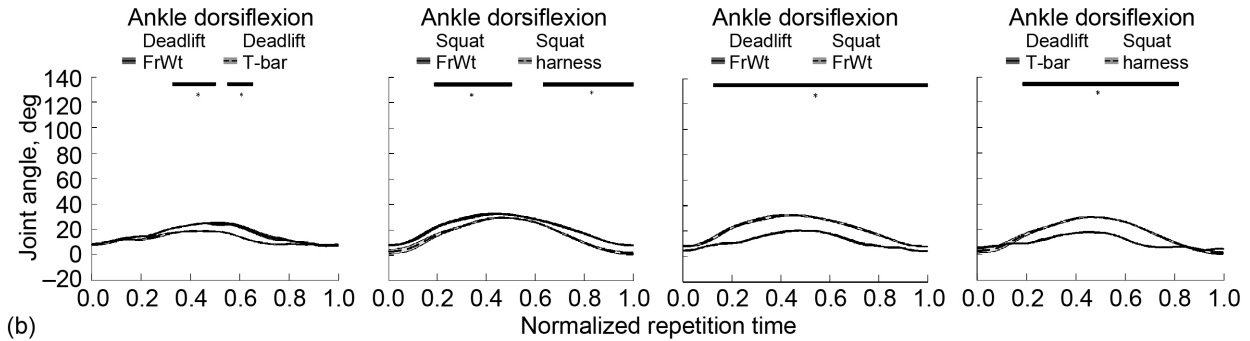 Ankle dorsiflexion
Deadlift Deadlift
FrWt T-bar
Ankle dorsiflexion
Squat Squat
FrWt harness
Ankle dorsiflexion
Deadlift Squat
FrWt FrWt
Ankle dorsiflexion
Deadlift Squat
T-bar harness
Joint angle, deg
140
120
100
80
60
40
20
0
–20
* *
* *
*
*
0.0 0.2 0.4 0.6 0.8 1.0
0.0 0.2 0.4 0.6 0.8 1.0
0.0 0.2 0.4 0.6 0.8 1.0
0.0 0.2 0.4 0.6 0.8 1.0
(b)
Normalized repetition time